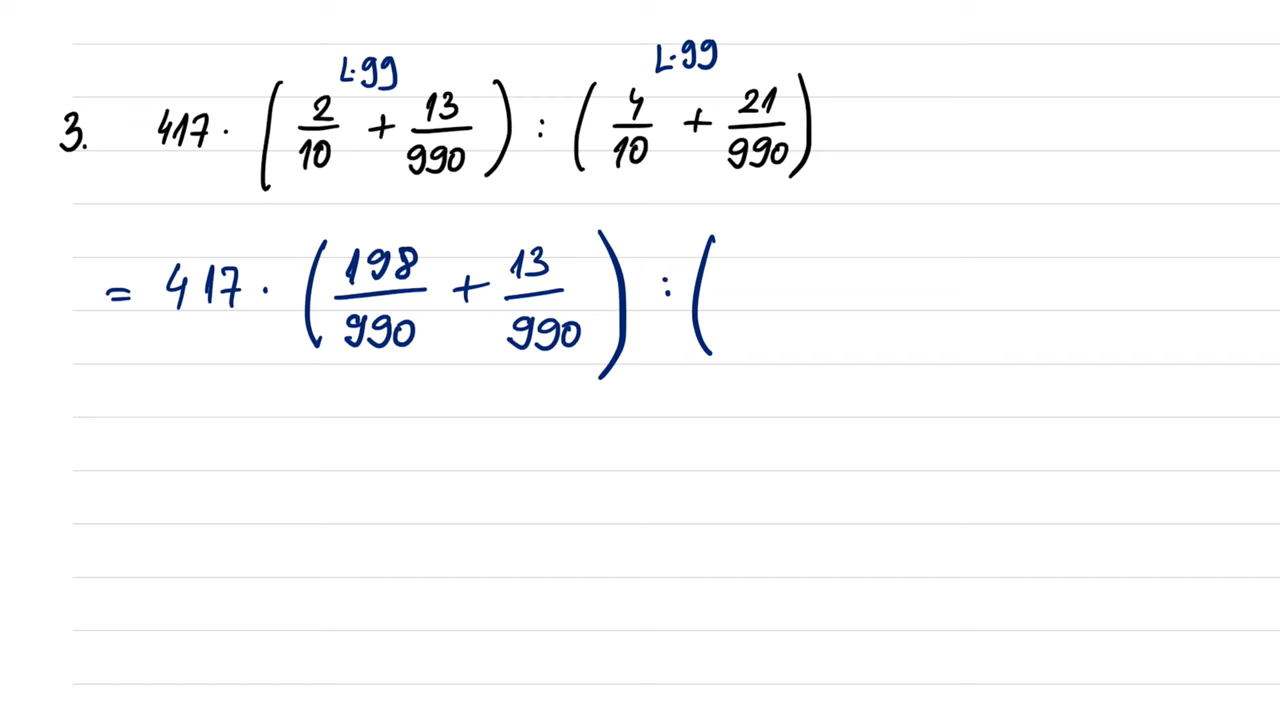 L·99 L·99
3. 417 · ( 2/10 + 13/990 ) : ( 4/10 + 21/990 )
= 417 · ( 198/990 + 13/990 ) : (